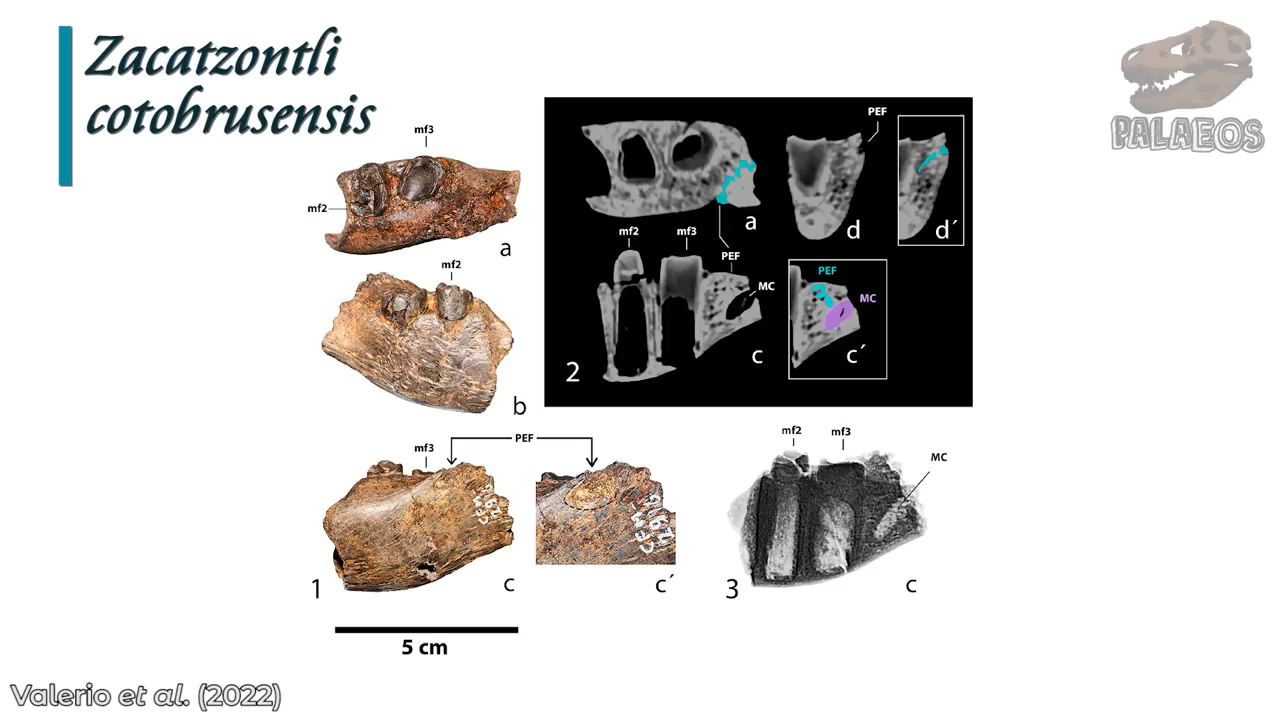 Zacatzontli
cotobrusensis
PALAEOS
mf3
mf2
a
mf2
b
PEF
mf3
1
c
c´
5 cm
PEF
a
d
d´
mf2
mf3
PEF
MC
PEF
MC
2
c
c´
mf2
mf3
MC
3
c
Valerio et al. (2022)